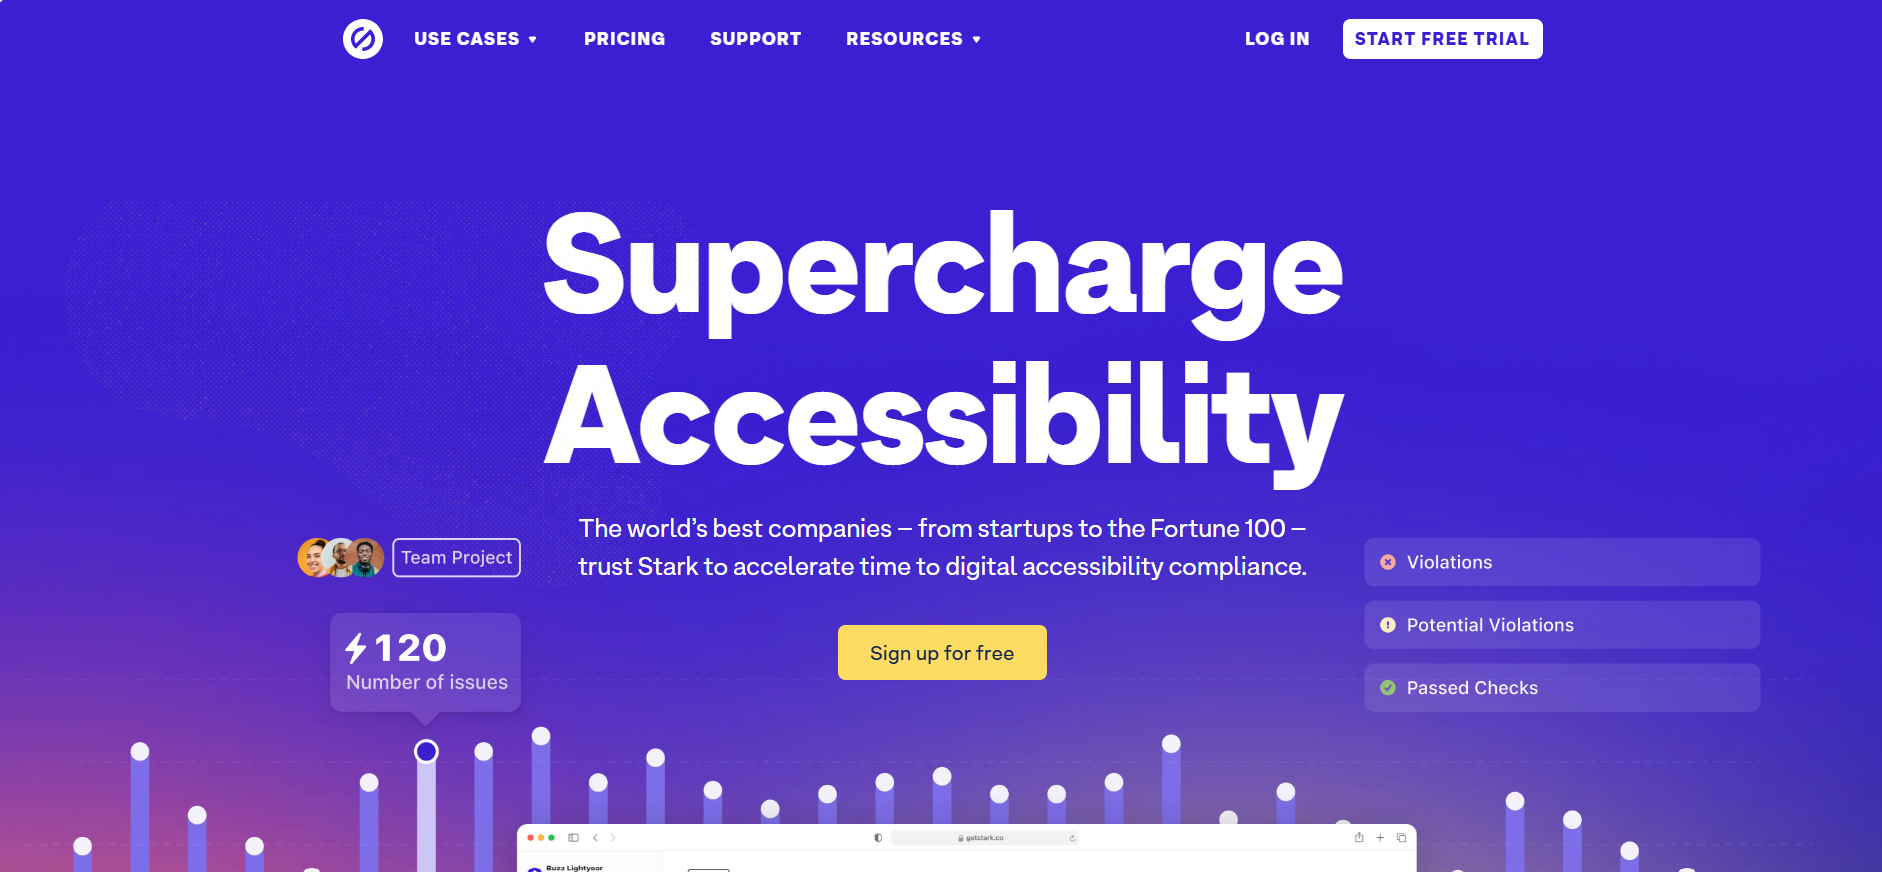 USE CASES
PRICING
SUPPORT
RESOURCES
LOG IN
START FREE TRIAL
Supercharge
Accessibility
The world’s best companies – from startups to the Fortune 100 –
trust Stark to accelerate time to digital accessibility compliance.
Team Project
120
Number of issues
Sign up for free
Violations
Potential Violations
Passed Checks
getstark.co
Buzz Lightyear